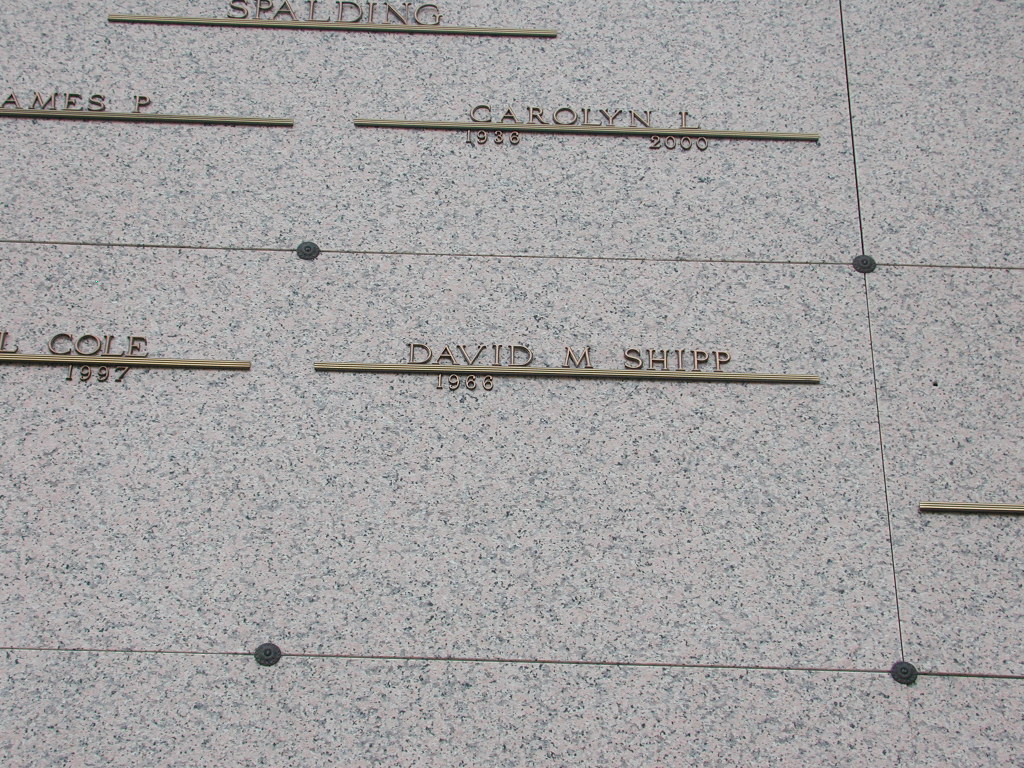 SPALDING
AMES P
CAROLYN L
1936 2000
L COLE
1997
DAVID M SHIPP
1966